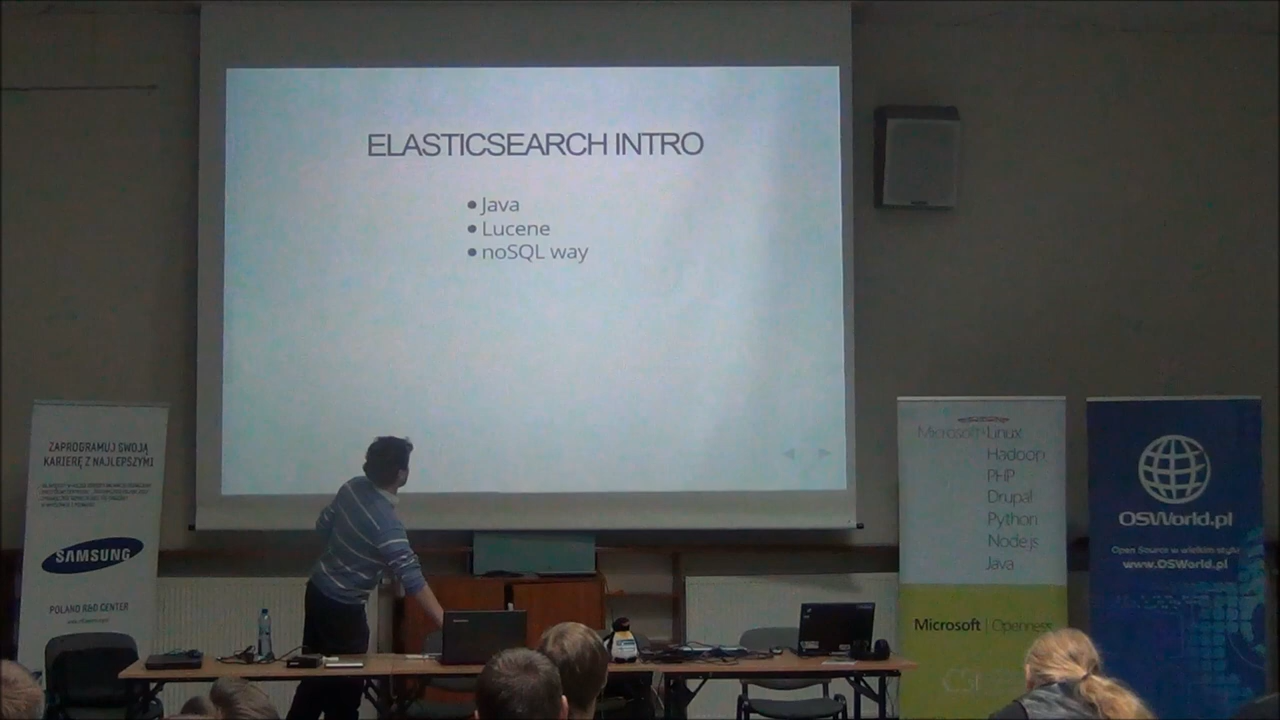 ELASTICSEARCH INTRO
Java
Lucene
noSQL way
ZAPROGRAMUJ SWOJĄ
KARIERĘ Z NAJLEPSZYMI
SAMSUNG
POLAND R&D CENTER
Microsoft Linux
Hadoop
PHP
Drupal
Python
Node.js
Java
Microsoft | Openness
OSWorld.pl
Open Source w wielkim stylu
www.OSWorld.pl